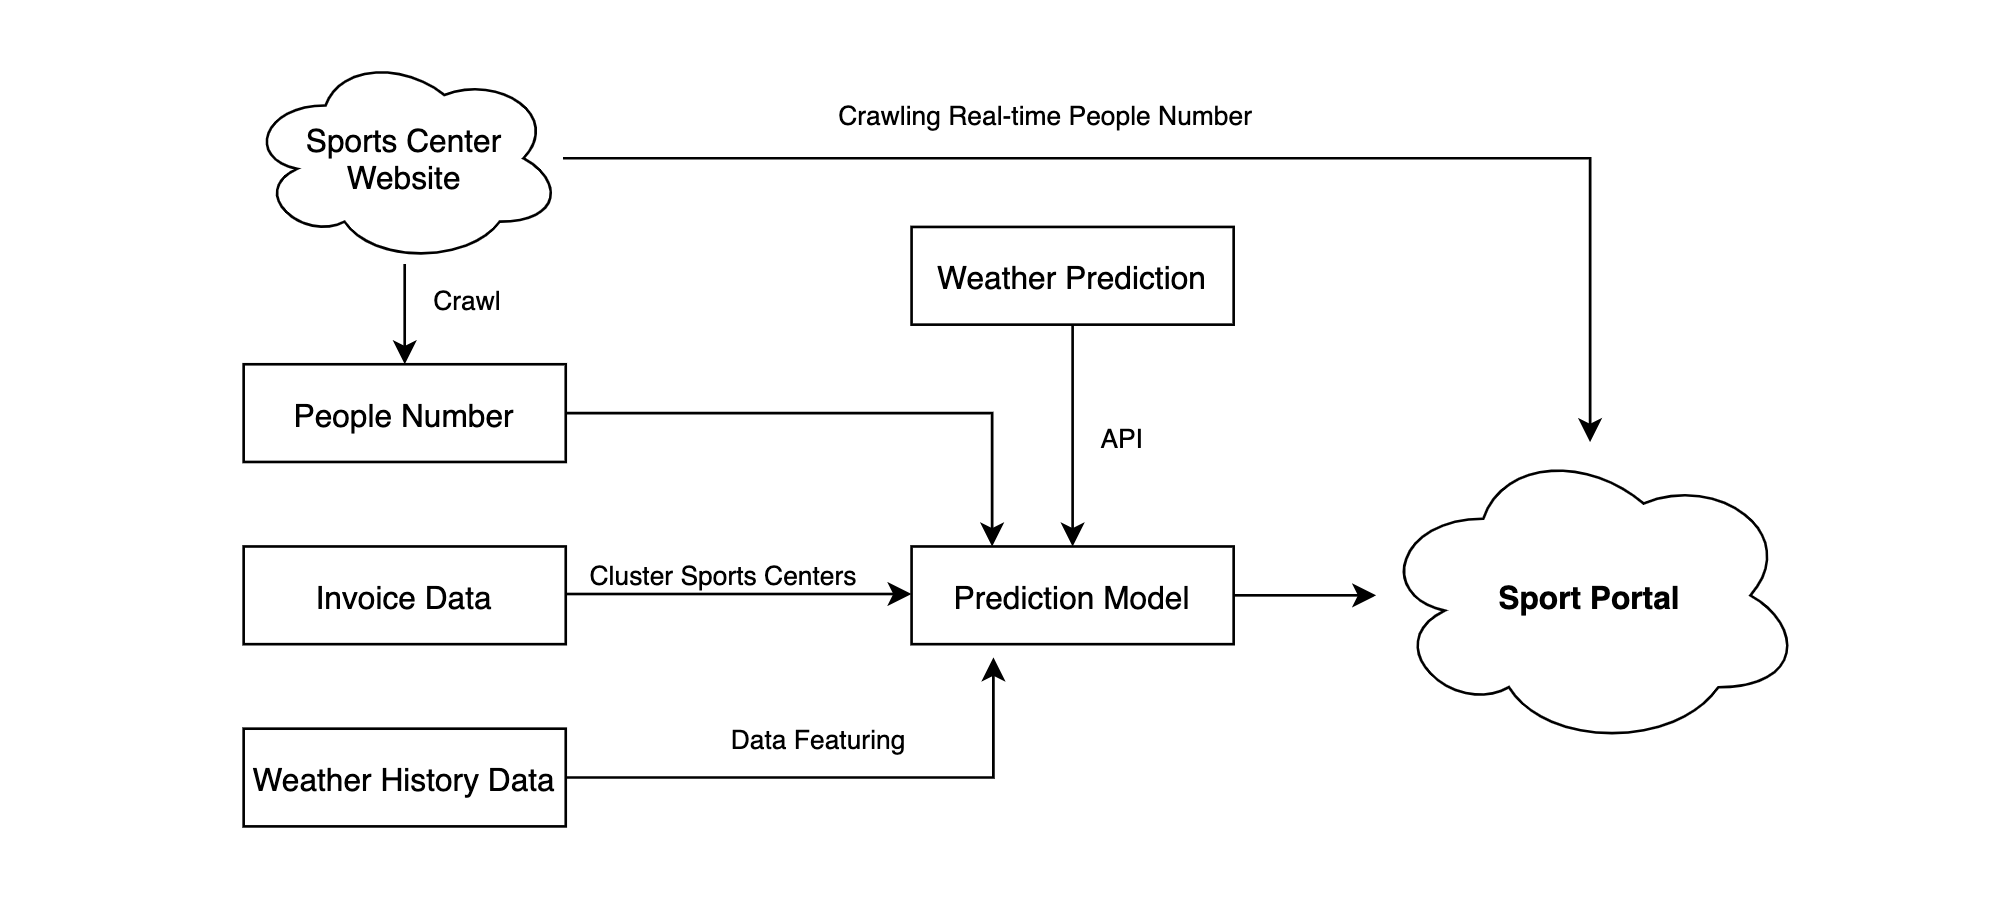 Sports Center
Website
Crawling Real-time People Number
Weather Prediction
Crawl
People Number
API
Invoice Data
Cluster Sports Centers
Prediction Model
Sport Portal
Data Featuring
Weather History Data